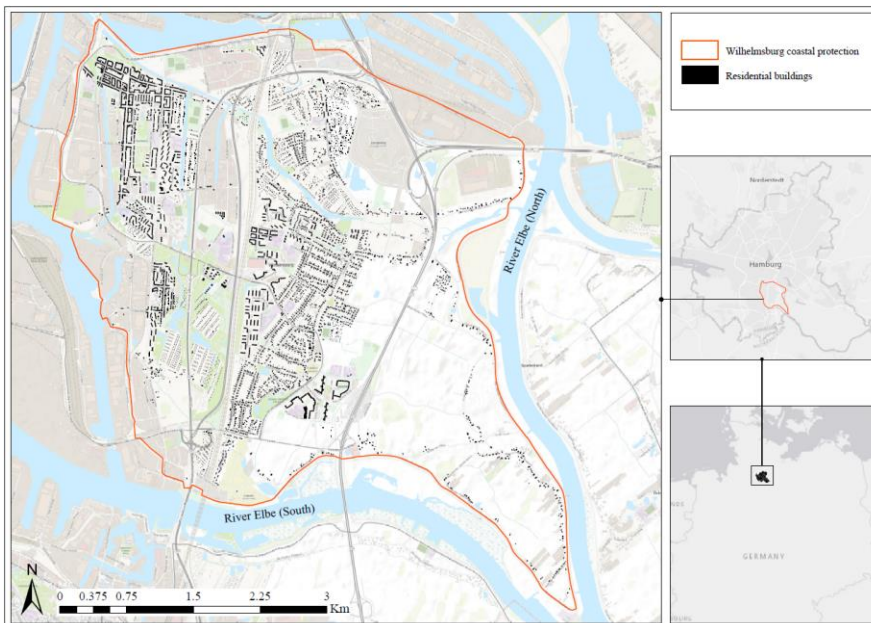 Wilhelmsburg coastal protection
Residential buildings
River Elbe (North)
River Elbe (South)
N
0 0.375 0.75 1.5 2.25 3
Km
Norderstedt
Hamburg
GERMANY